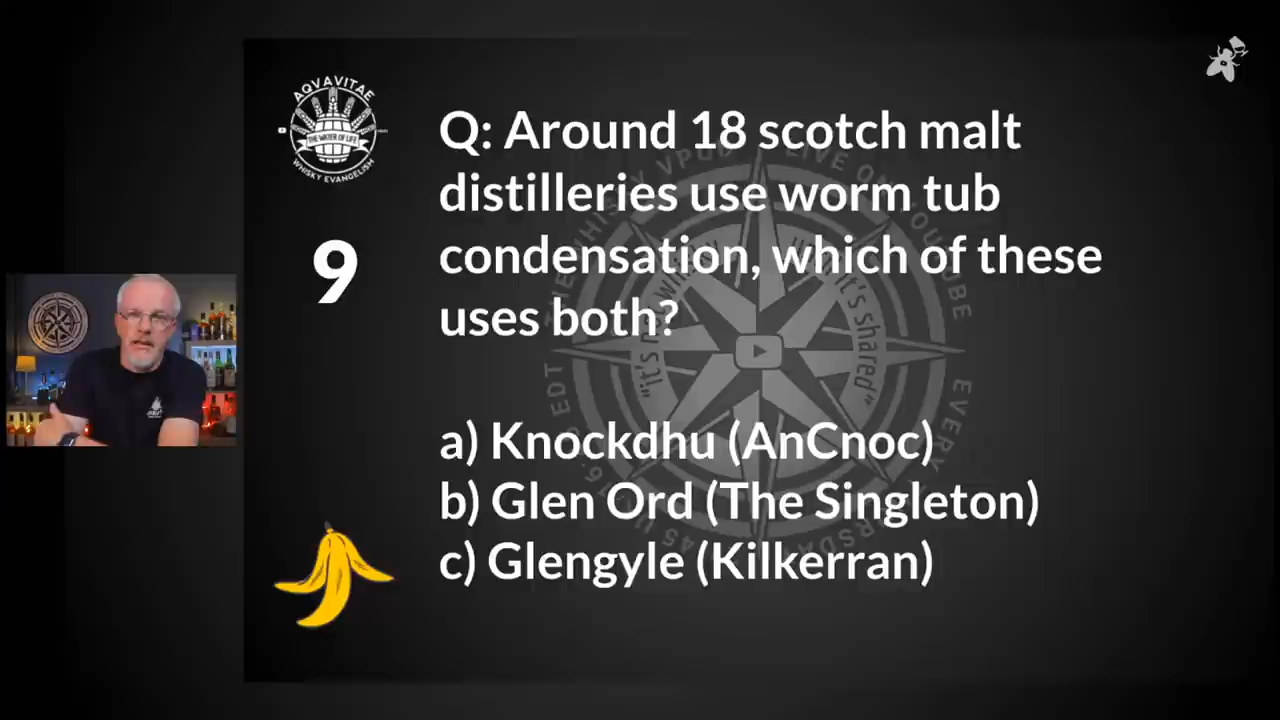 AQVAVITAE
THE WATER OF LIFE
WHISKY EVANGELISM
9
Q: Around 18 scotch malt
distilleries use worm tub
condensation, which of these
uses both?
a) Knockdhu (AnCnoc)
b) Glen Ord (The Singleton)
c) Glengyle (Kilkerran)